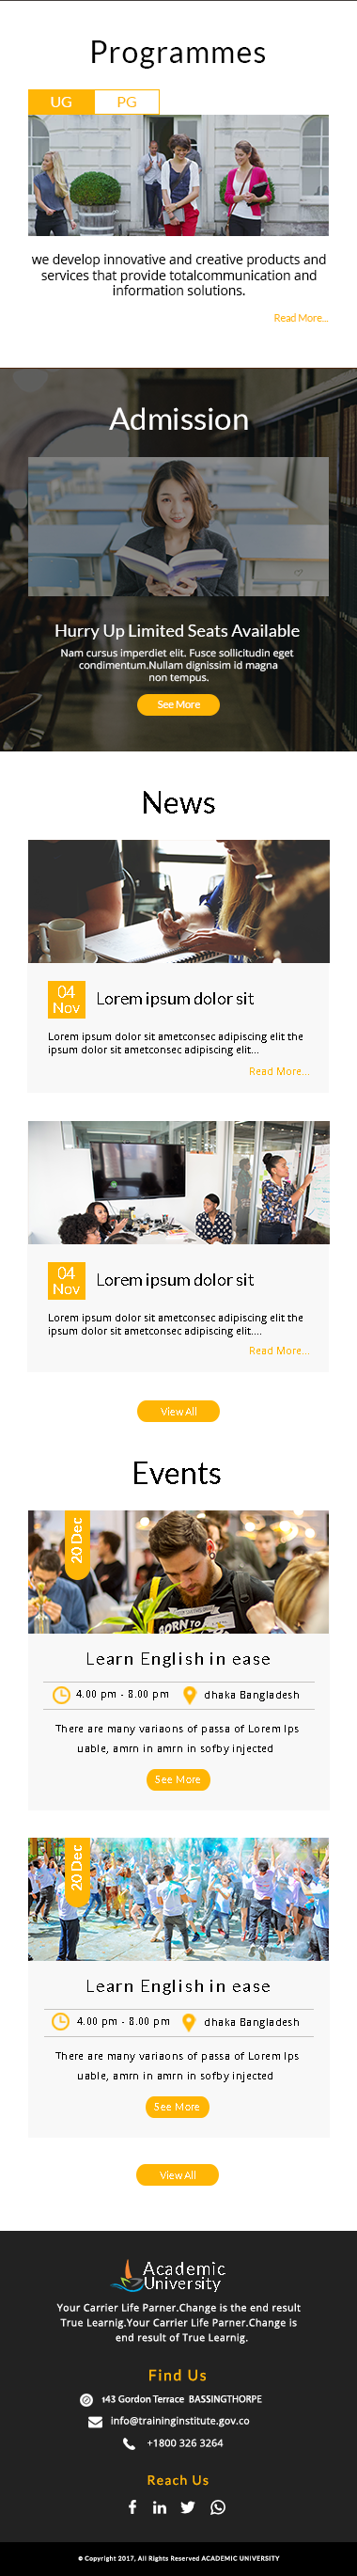 Programmes
UG PG
we develop innovative and creative products and
services that provide totalcommunication and
information solutions.
Read More...
Admission
Hurry Up Limited Seats Available
Nam cursus imperdiet elit. Fusce sollicitudin eget
condimentum.Nullam dignissim id magna
non tempus.
See More
News
04
Nov
Lorem ipsum dolor sit
Lorem ipsum dolor sit ametconsec adipiscing elit the
ipsum dolor sit ametconsec adipiscing elit...
Read More...
04
Nov
Lorem ipsum dolor sit
Lorem ipsum dolor sit ametconsec adipiscing elit the
ipsum dolor sit ametconsec adipiscing elit....
Read More...
View All
Events
20 Dec
BORN TO
Learn English in ease
4.00 pm - 8.00 pm dhaka Bangladesh
There are many variaons of passa of Lorem Ips
uable, amrn in amrn in sofby injected
See More
20 Dec
Learn English in ease
4.00 pm - 8.00 pm dhaka Bangladesh
There are many variaons of passa of Lorem Ips
uable, amrn in amrn in sofby injected
See More
View All
Academic
University
Your Carrier Life Parner.Change is the end result
True Learnig.Your Carrier Life Parner.Change is
end result of True Learnig.
Find Us
143 Gordon Terrace BASSINGTHORPE
info@traininginstitute.gov.co
+1800 326 3264
Reach Us
© Copyright 2017, All Rights Reserved ACADEMIC UNIVERSITY